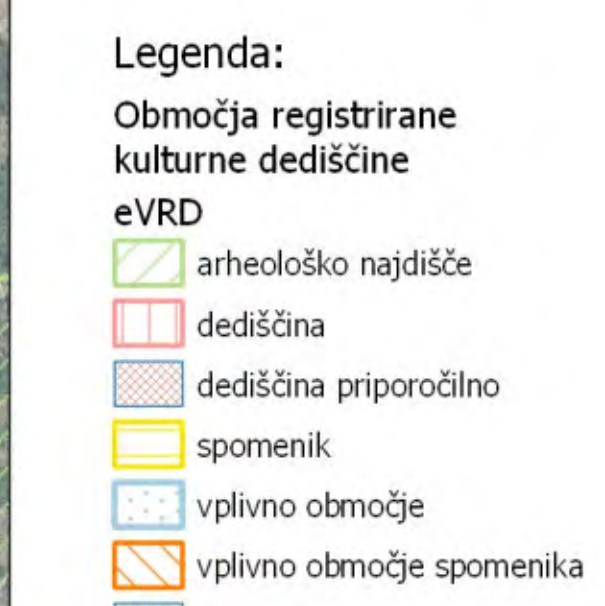 Legenda:
Območja registrirane
kulturne dediščine
eVRD
arheološko najdišče
dediščina
dediščina priporočilno
spomenik
vplivno območje
vplivno območje spomenika